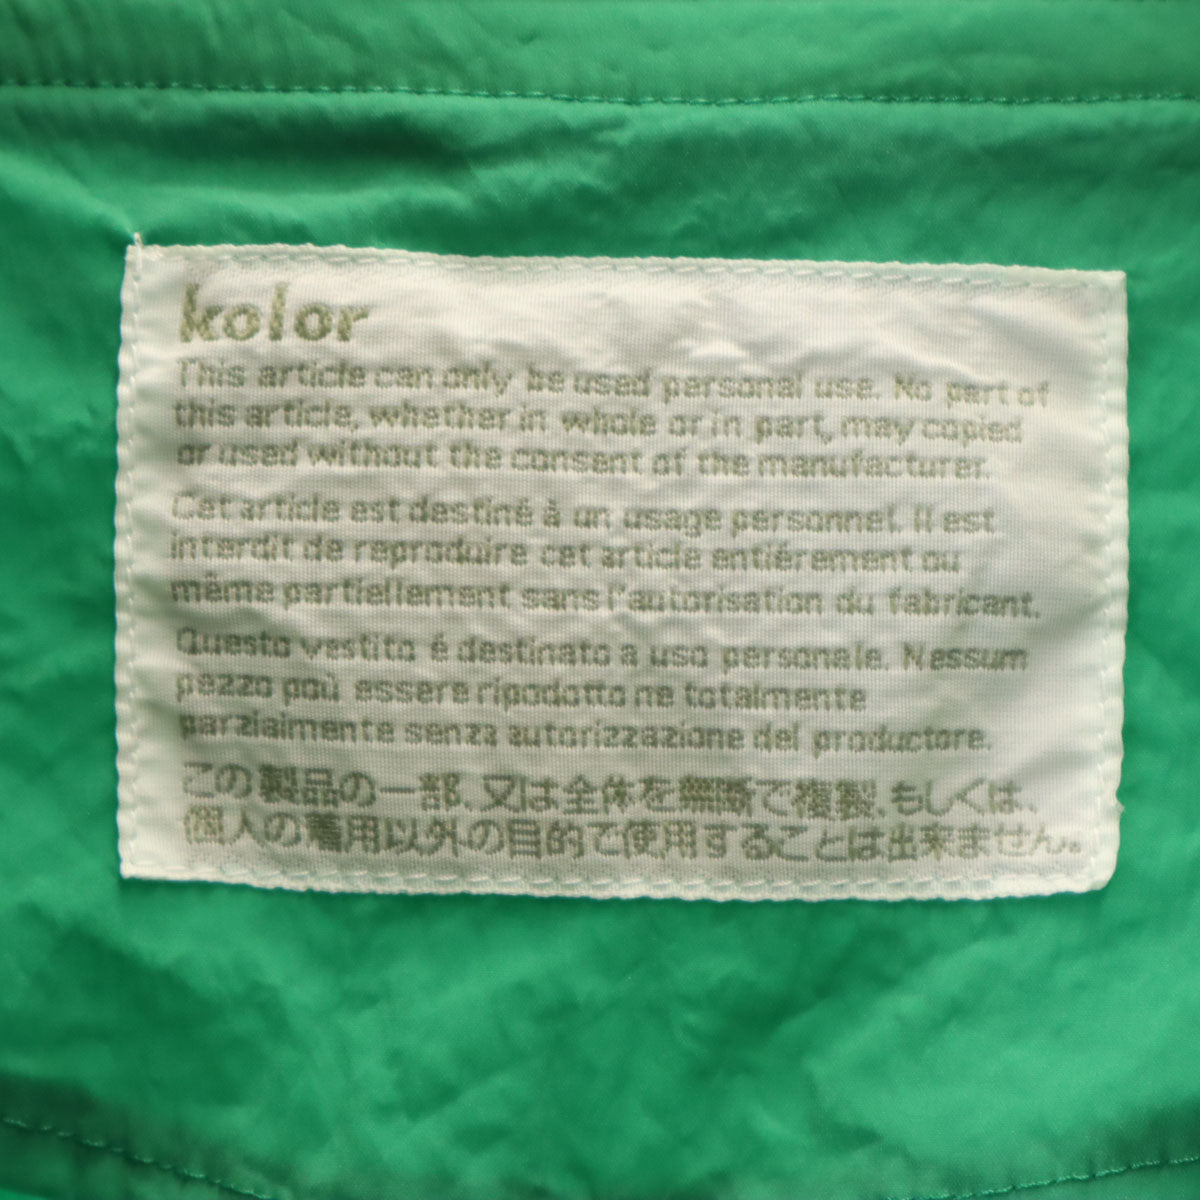 kolor
This article can only be used personal use. No part of
this article, whether in whole or in part, may copied
or used without the consent of the manufacturer.
Cet article est destiné à un usage personnel. Il est
interdit de reproduire cet article entiérement ou
même partiellement sans l'autorisation du fabricant.
Questo vestito é destinato a uso personale. Nessum
pezzo poù essere ripodotto ne totalmente
parzialmente senza autorizzazione del productore.
この製品の一部、又は全体を無断で複製、もしくは、
個人の着用以外の目的で使用することは出来ません。